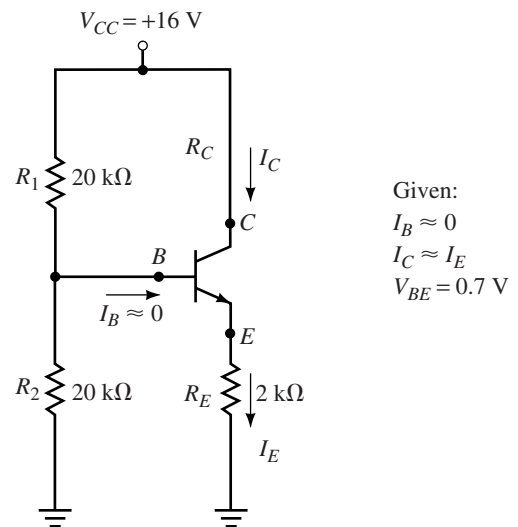 V_CC = +16 V
R_C
I_C
R_1 20 kΩ
C
Given:
I_B ≈ 0
I_C ≈ I_E
V_BE = 0.7 V
B
I_B ≈ 0
E
R_2 20 kΩ
R_E 2 kΩ
I_E